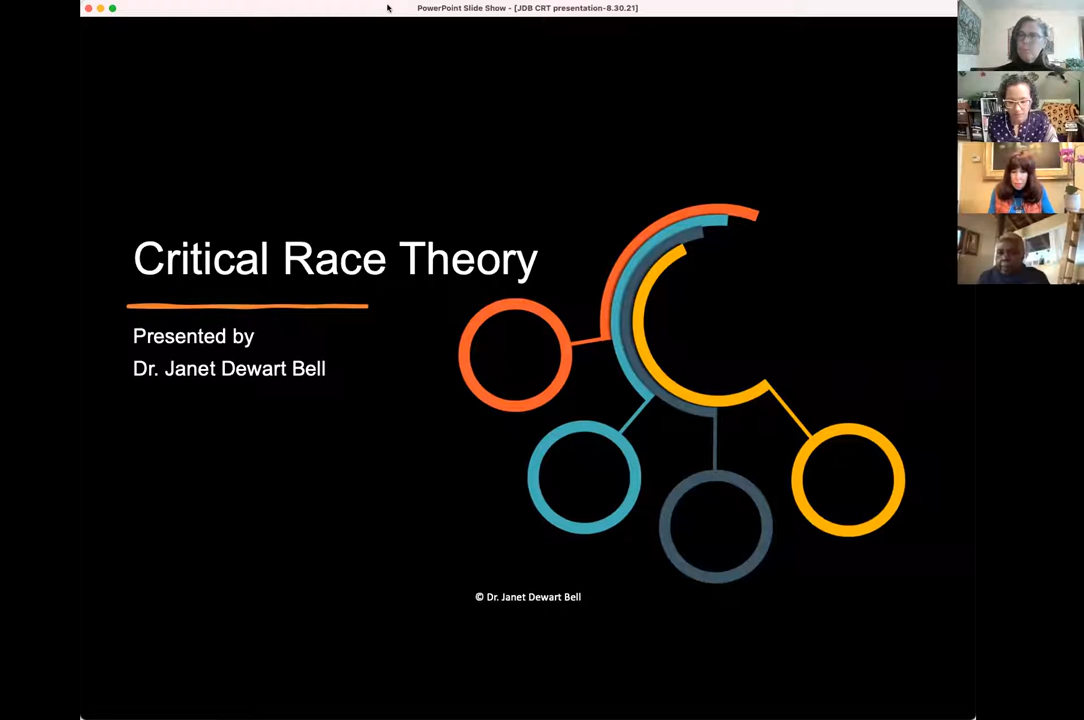 PowerPoint Slide Show - [JDB CRT presentation-8.30.21]
Critical Race Theory
Presented by
Dr. Janet Dewart Bell
© Dr. Janet Dewart Bell